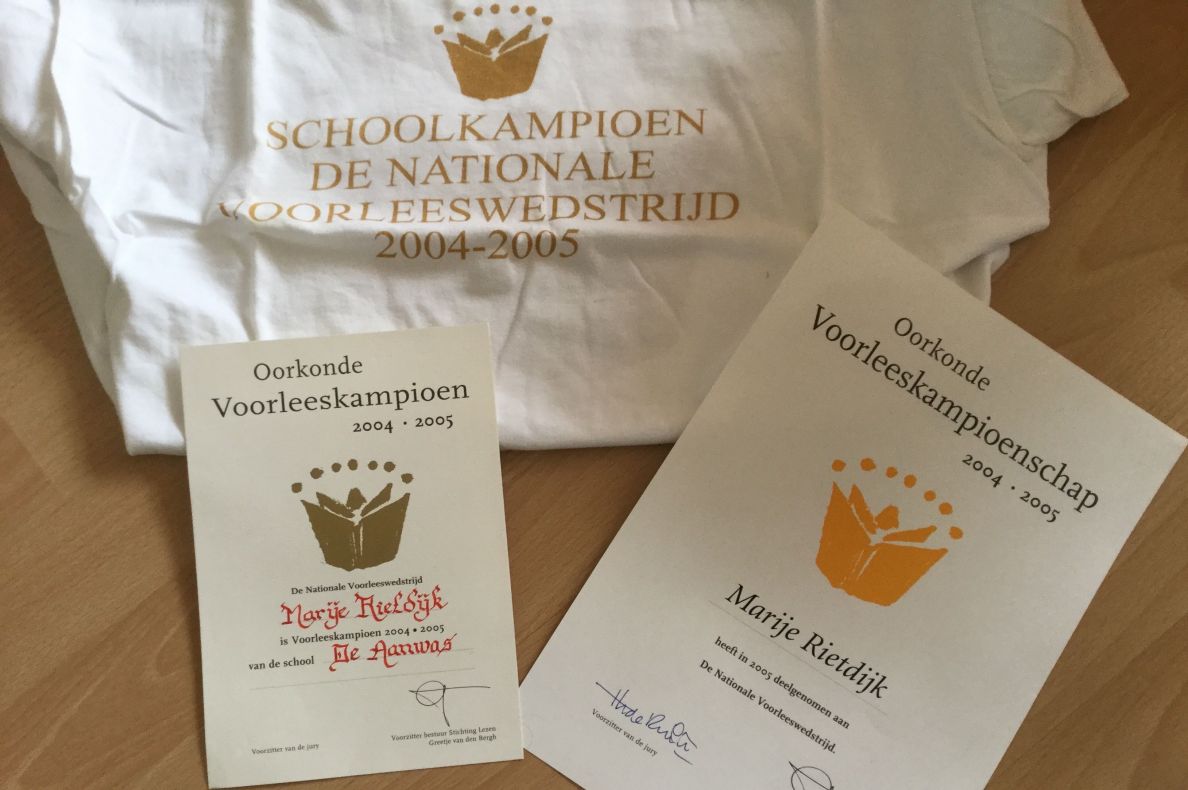 SCHOOLKAMPIOEN
DE NATIONALE
VOORLEESWEDSTRIJD
2004-2005
Oorkonde
Voorleeskampioen
2004 · 2005
De Nationale Voorleeswedstrijd
Marije Rietdijk
is Voorleeskampioen 2004 • 2005
van de school De Aanwas
Voorzitter van de jury
Voorzitter bestuur Stichting Lezen
Greetje van den Bergh
Oorkonde
Voorleeskampioenschap
2004 · 2005
Marije Rietdijk
heeft in 2005 deelgenomen aan
De Nationale Voorleeswedstrijd.
Voorzitter van de jury